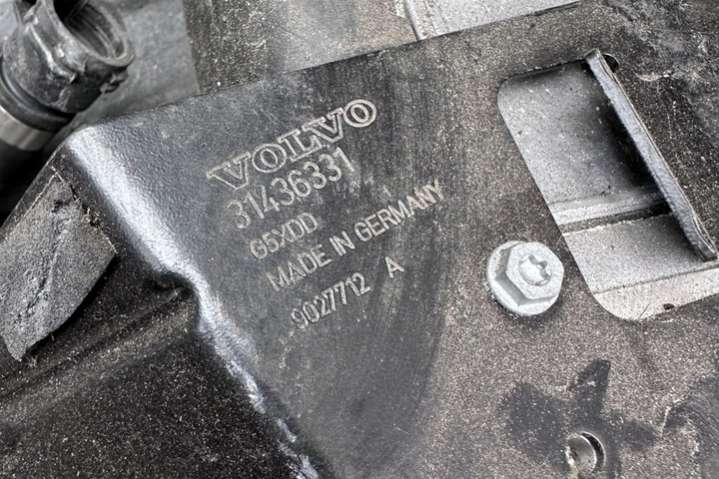 VOLVO
31436331
G5XDD
MADE IN GERMANY
9027712 A